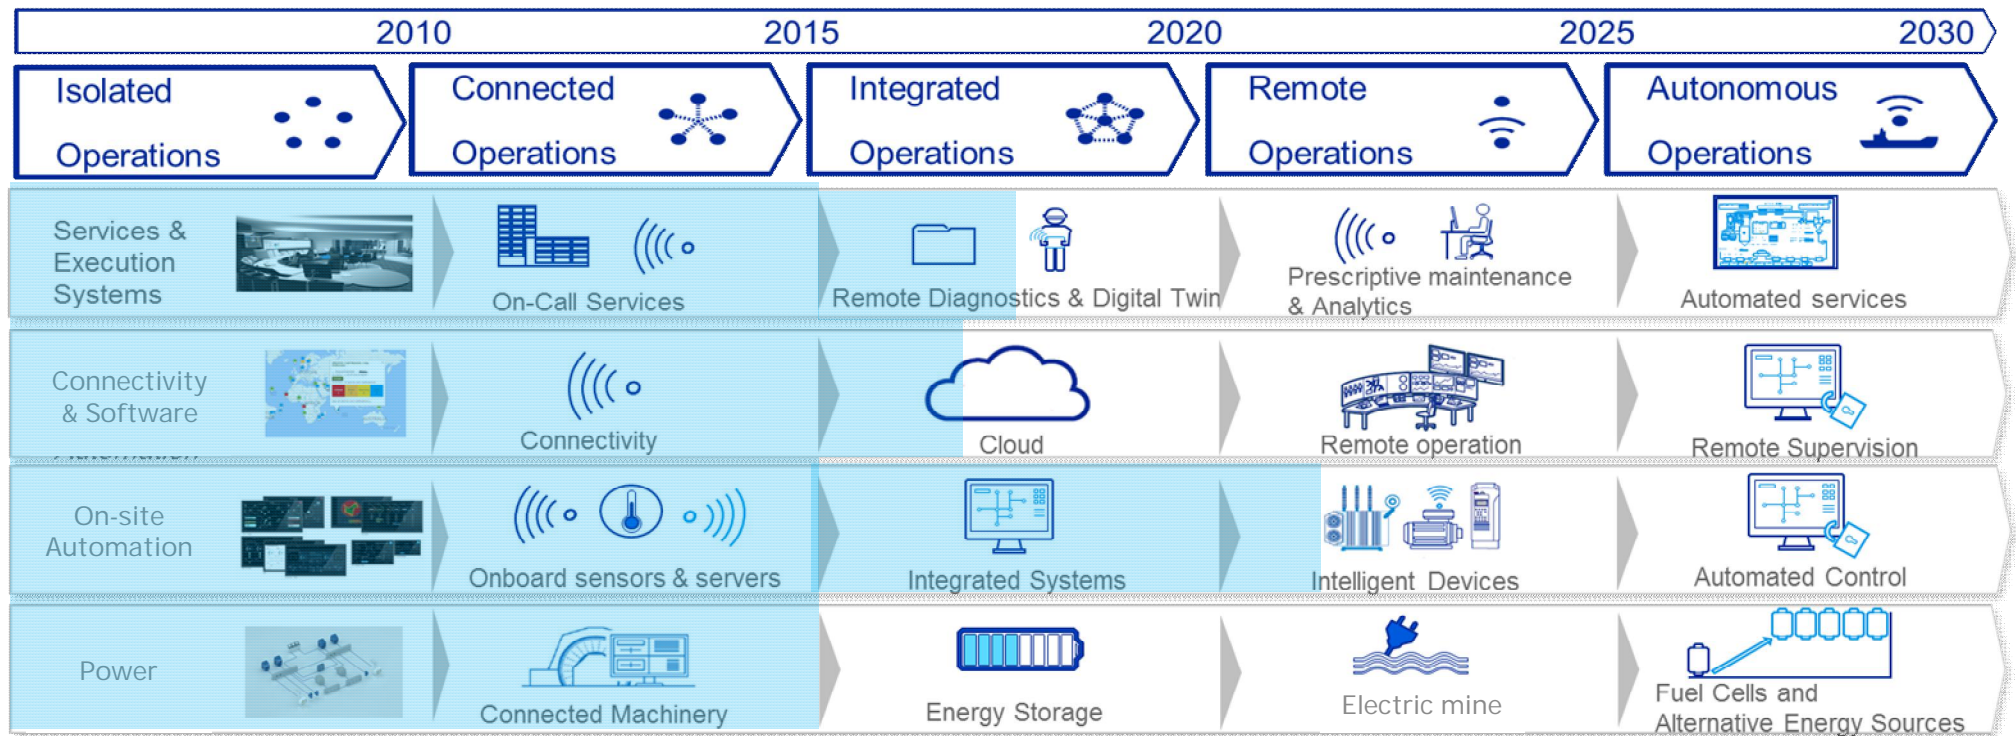 2010 2015 2020 2025 2030
Isolated
Operations
Connected
Operations
Integrated
Operations
Remote
Operations
Autonomous
Operations
Services &
Execution
Systems
On-Call Services
Remote Diagnostics & Digital Twin
Prescriptive maintenance
& Analytics
Automated services
Connectivity
& Software
Connectivity
Cloud
Remote operation
Remote Supervision
Automation
On-site
Automation
Onboard sensors & servers
Integrated Systems
Intelligent Devices
Automated Control
Power
Connected Machinery
Energy Storage
Electric mine
Fuel Cells and
Alternative Energy Sources